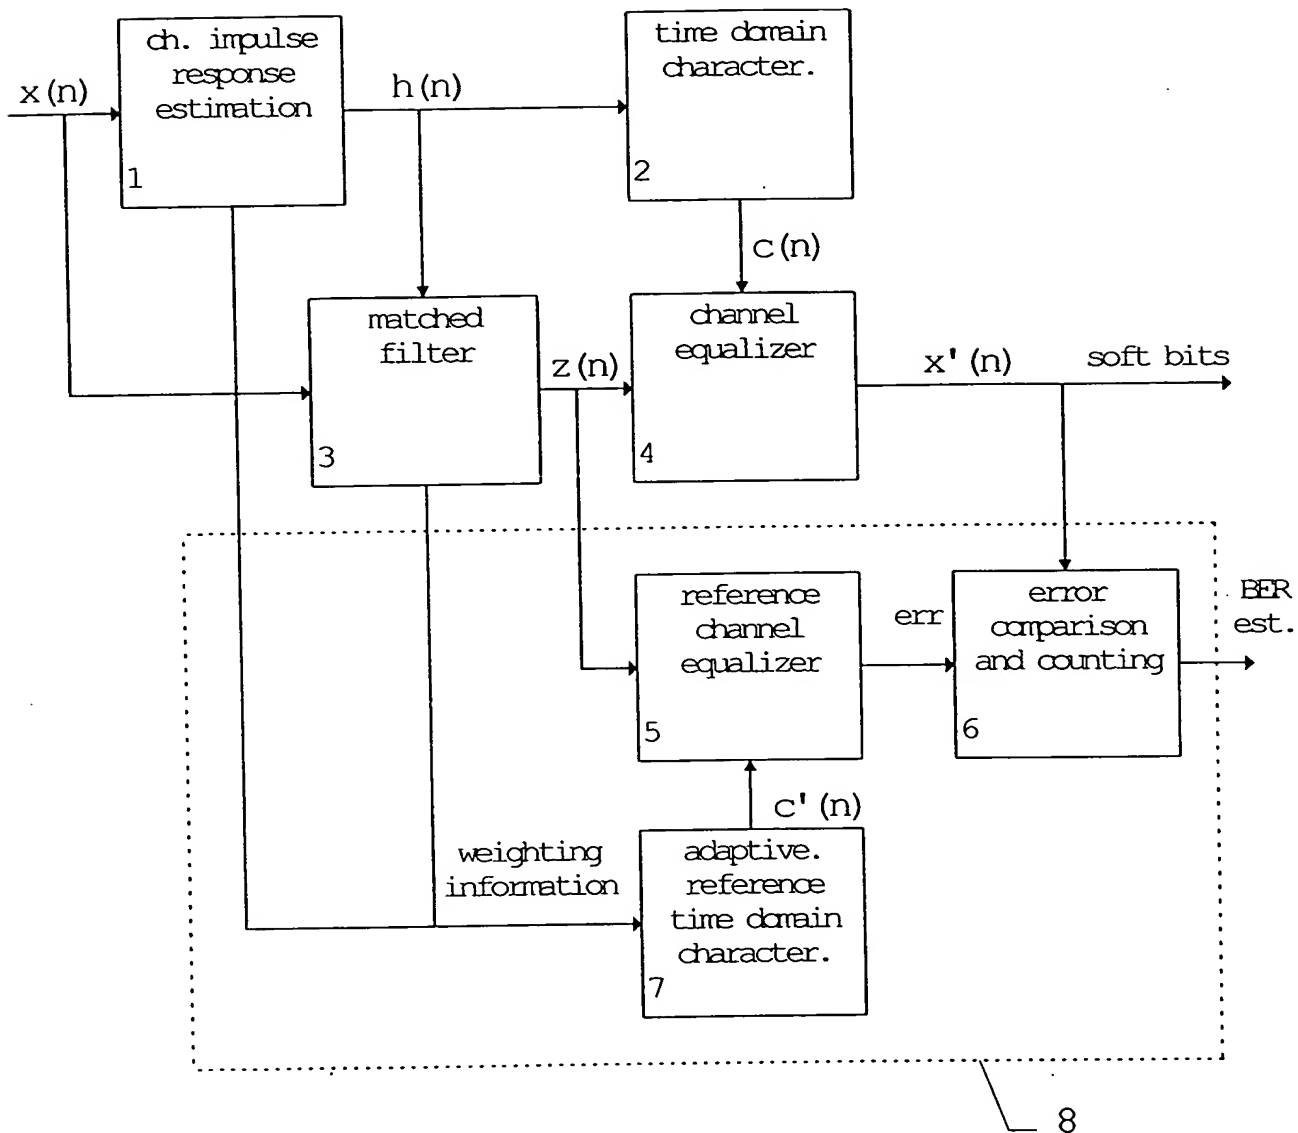 x(n)
ch. impulse
response
estimation
1
h(n)
time domain
character.
2
c(n)
matched
filter
3
z(n)
channel
equalizer
4
x'(n)
soft bits
reference
channel
equalizer
5
err
error
comparison
and counting
6
BER
est.
c'(n)
weighting
information
adaptive.
reference
time domain
character.
7
8